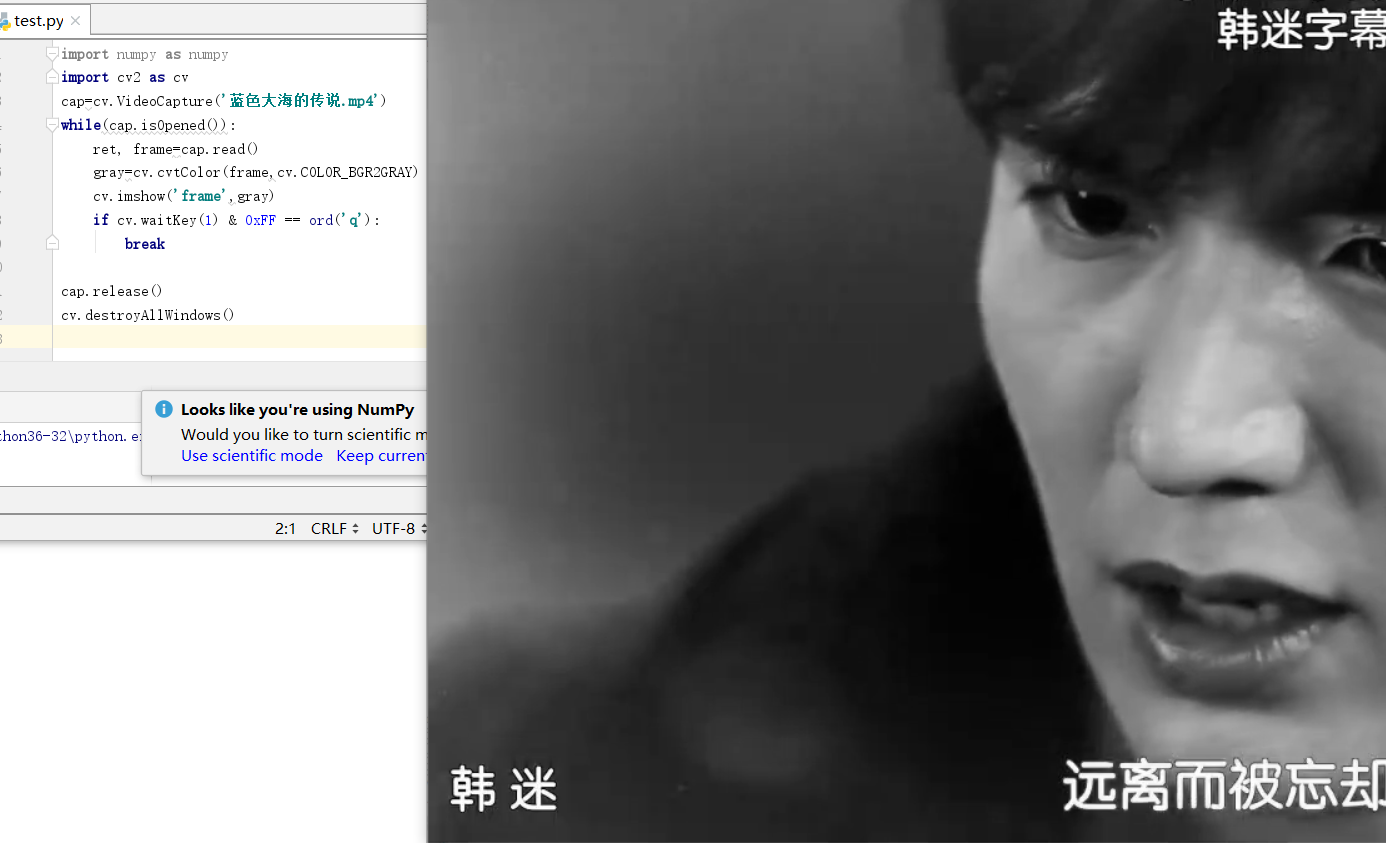 test.py
import numpy as numpy
import cv2 as cv
cap=cv.VideoCapture('蓝色大海的传说.mp4')
while(cap.isOpened()):
ret, frame=cap.read()
gray=cv.cvtColor(frame,cv.COLOR_BGR2GRAY)
cv.imshow('frame',gray)
if cv.waitKey(1) & 0xFF == ord('q'):
break
cap.release()
cv.destroyAllWindows()
Looks like you're using NumPy
Would you like to turn scientific m
Use scientific mode Keep curren
thon36-32\python.ex
2:1 CRLF UTF-8
韩迷字幕
韩 迷
远离而被忘却